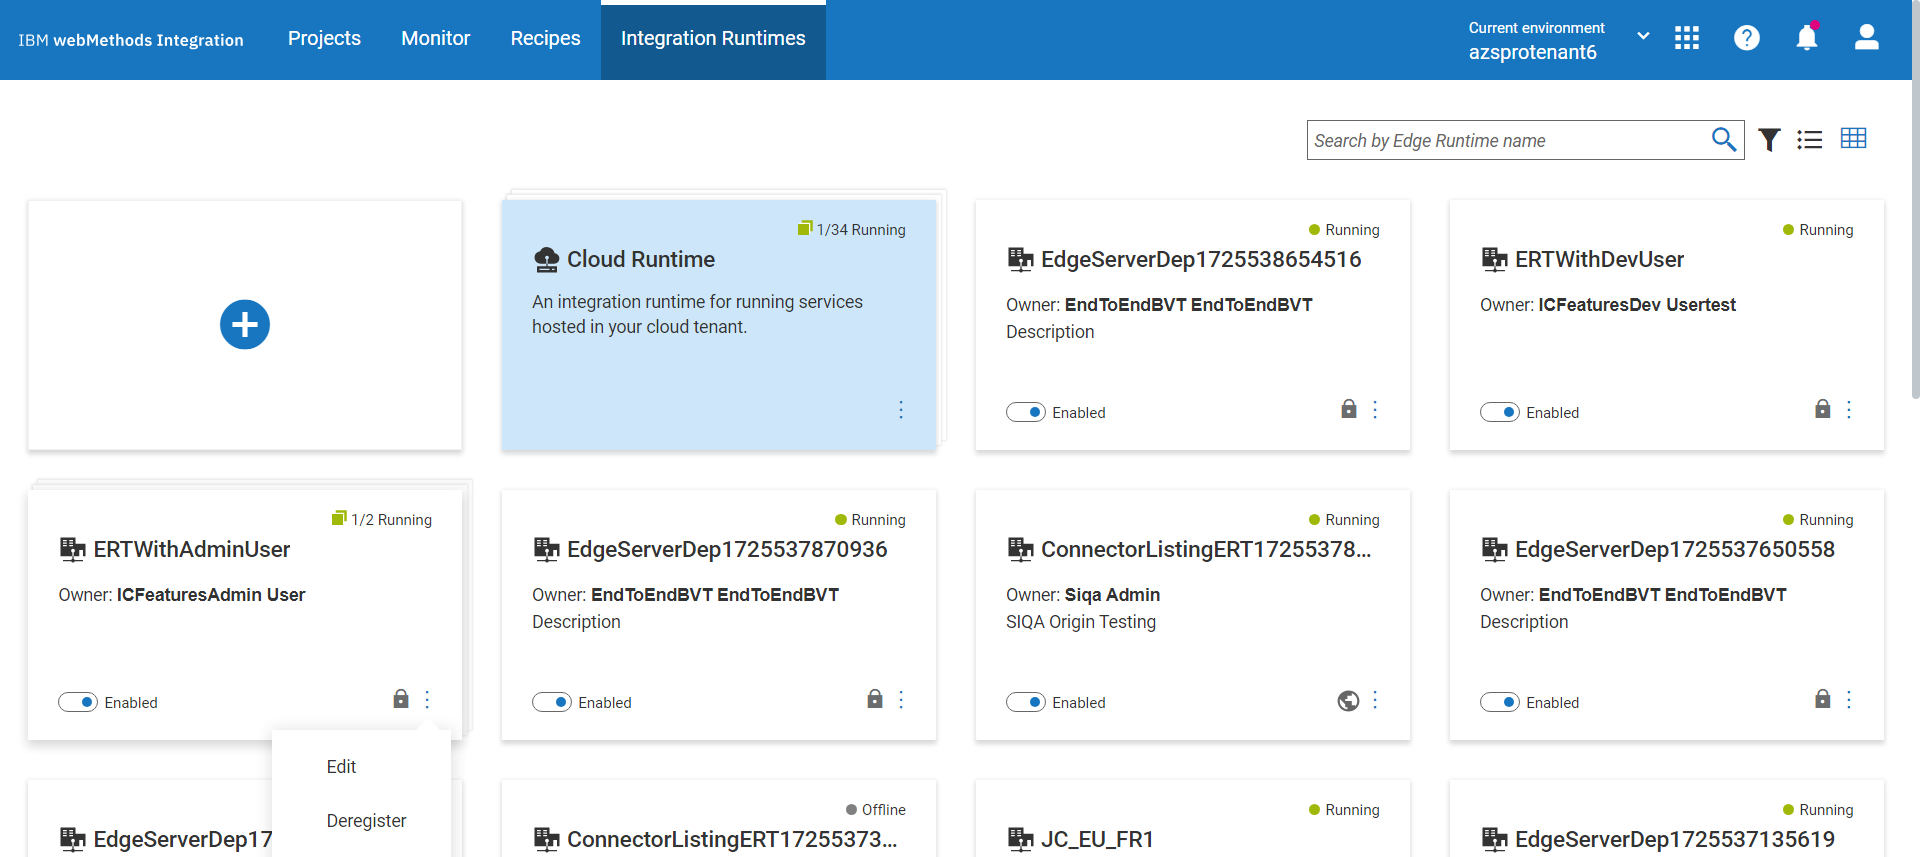 IBM webMethods Integration
Projects
Monitor
Recipes
Integration Runtimes
Current environment
azsprotenant6
Search by Edge Runtime name
1/34 Running
Cloud Runtime
An integration runtime for running services
hosted in your cloud tenant.
Running
EdgeServerDep1725538654516
Owner: EndToEndBVT EndToEndBVT
Description
Enabled
Running
ERTWithDevUser
Owner: ICFeaturesDev Usertest
Enabled
1/2 Running
ERTWithAdminUser
Owner: ICFeaturesAdmin User
Enabled
Edit
Deregister
Running
EdgeServerDep1725537870936
Owner: EndToEndBVT EndToEndBVT
Description
Enabled
Running
ConnectorListingERT17255378...
Owner: Siqa Admin
SIQA Origin Testing
Enabled
Running
EdgeServerDep1725537650558
Owner: EndToEndBVT EndToEndBVT
Description
Enabled
EdgeServerDep17
Offline
ConnectorListingERT17255373...
Running
JC_EU_FR1
Running
EdgeServerDep1725537135619